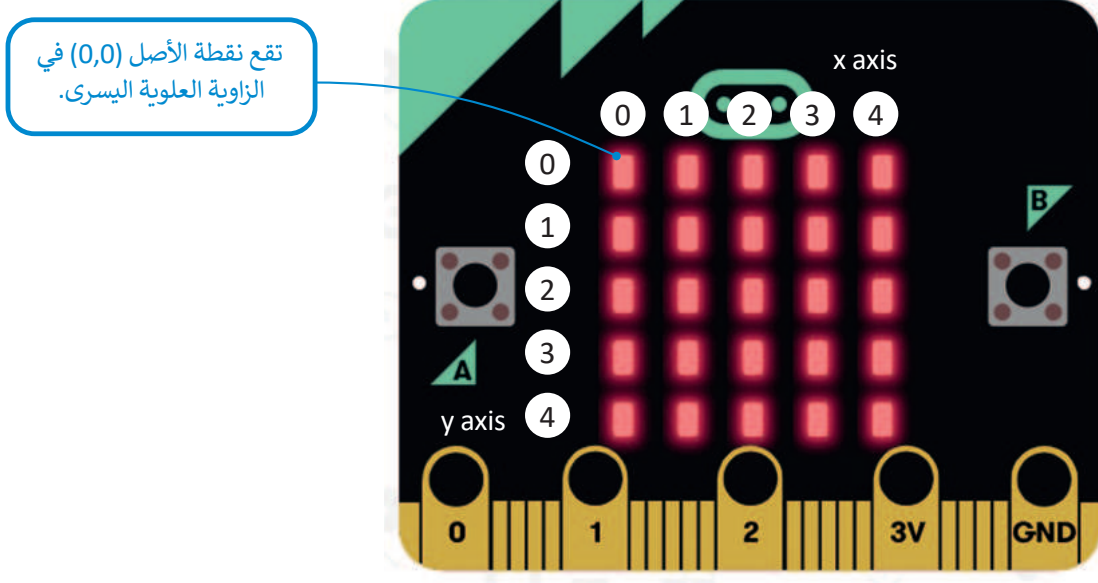 تقع نقطة الأصل (0,0) في
الزاوية العلوية اليسرى.
x axis
0 1 2 3 4
0
1
B
2
3
A
y axis 4
0 1 2 3V GND